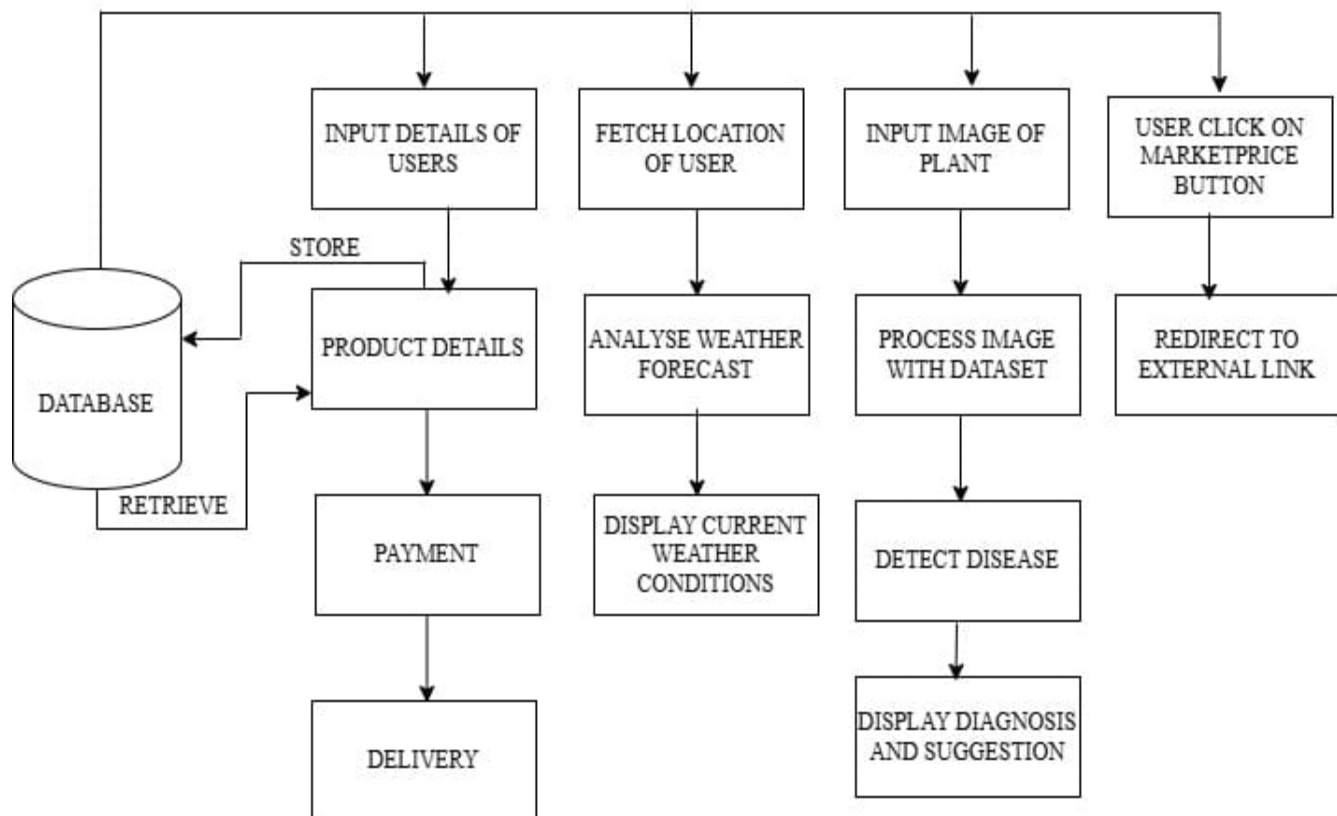 INPUT DETAILS OF
USERS
FETCH LOCATION
OF USER
INPUT IMAGE OF
PLANT
USER CLICK ON
MARKETPRICE
BUTTON
STORE
DATABASE
RETRIEVE
PRODUCT DETAILS
ANALYSE WEATHER
FORECAST
PROCESS IMAGE
WITH DATASET
REDIRECT TO
EXTERNAL LINK
PAYMENT
DISPLAY CURRENT
WEATHER
CONDITIONS
DETECT DISEASE
DELIVERY
DISPLAY DIAGNOSIS
AND SUGGESTION